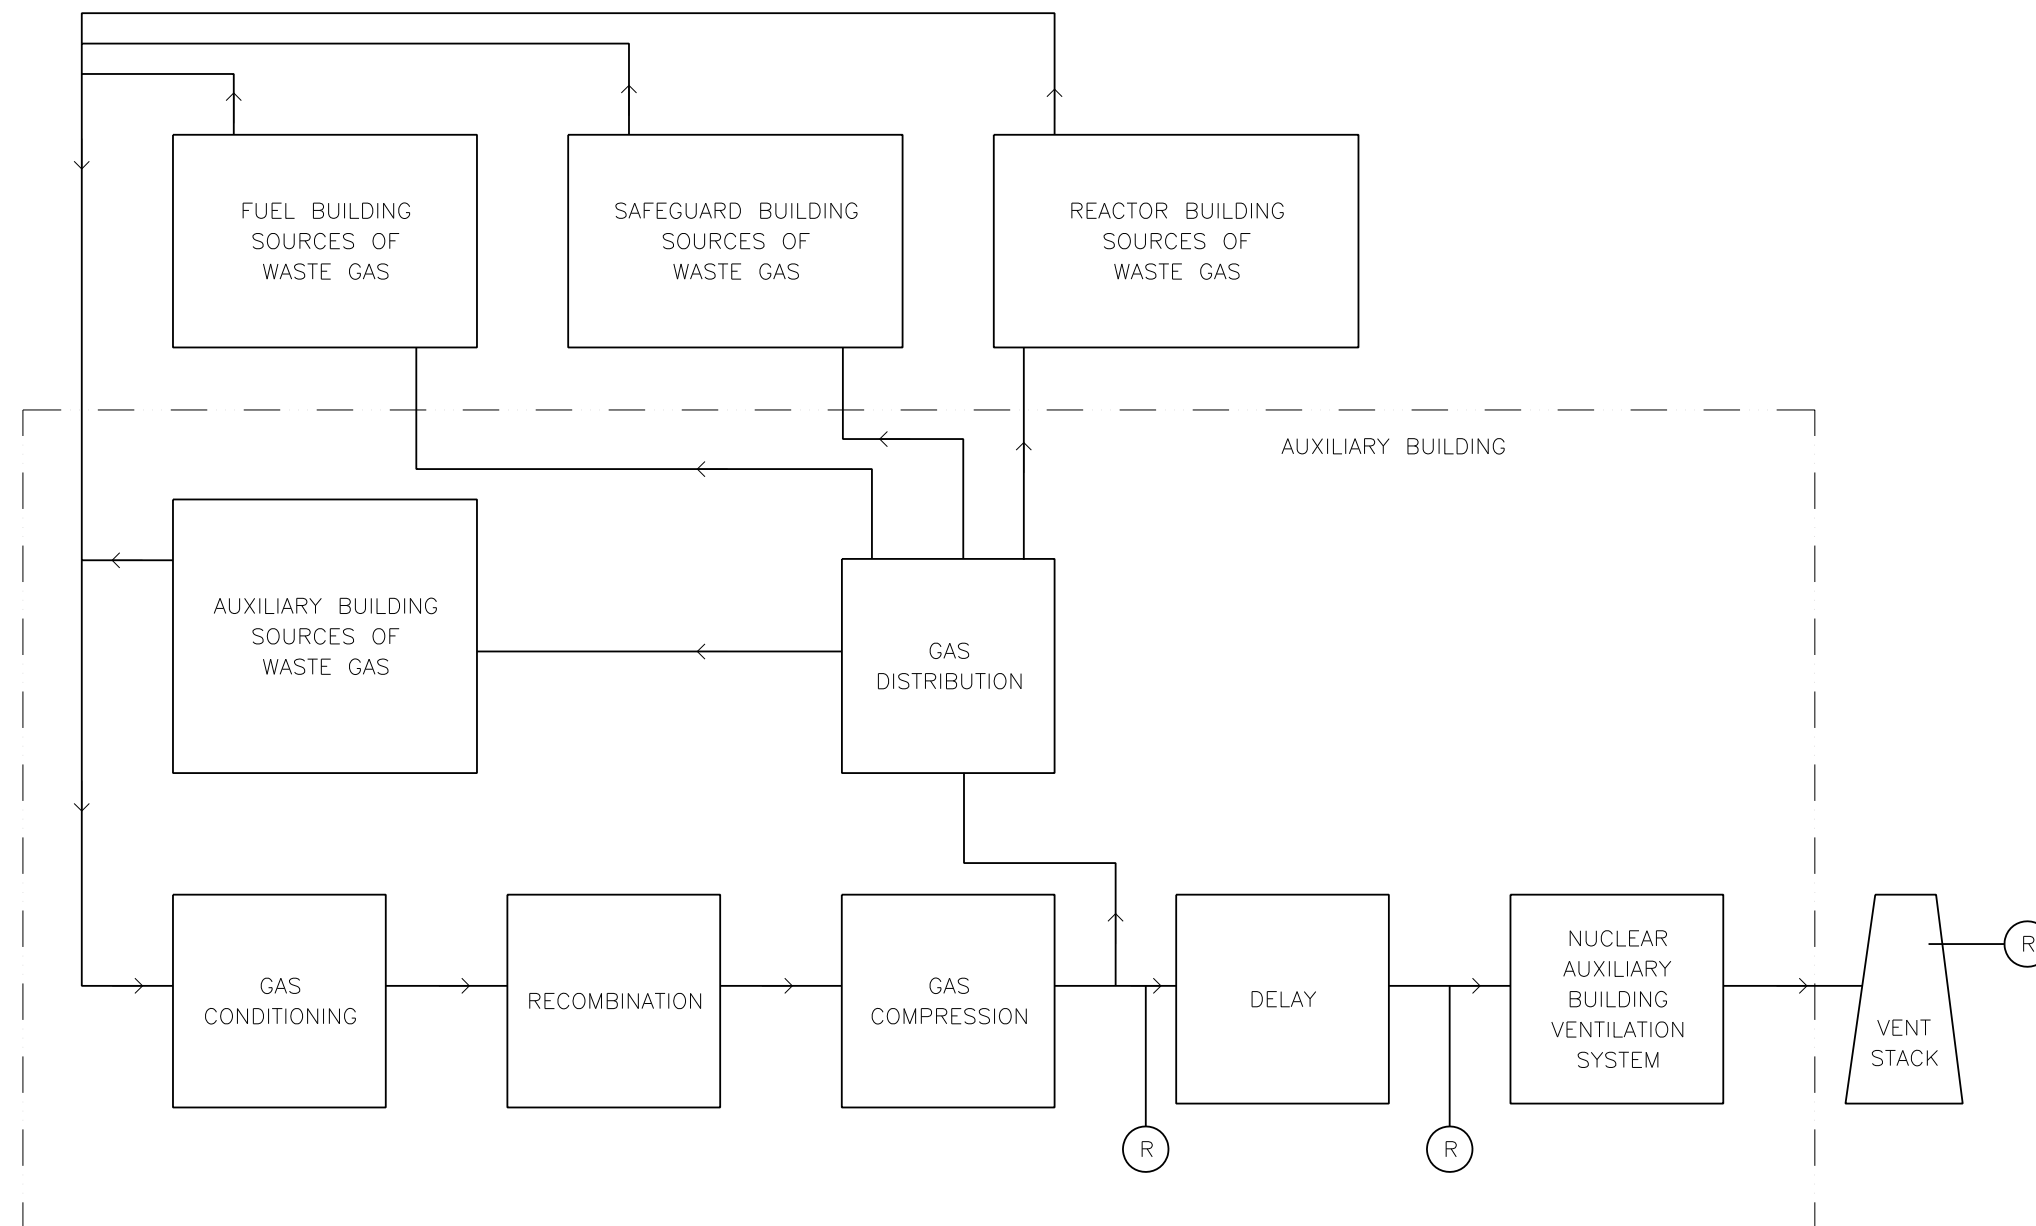 FUEL BUILDING
SOURCES OF
WASTE GAS
SAFEGUARD BUILDING
SOURCES OF
WASTE GAS
REACTOR BUILDING
SOURCES OF
WASTE GAS
AUXILIARY BUILDING
AUXILIARY BUILDING
SOURCES OF
WASTE GAS
GAS
DISTRIBUTION
GAS
CONDITIONING
RECOMBINATION
GAS
COMPRESSION
DELAY
NUCLEAR
AUXILIARY
BUILDING
VENTILATION
SYSTEM
VENT
STACK
R
R
R